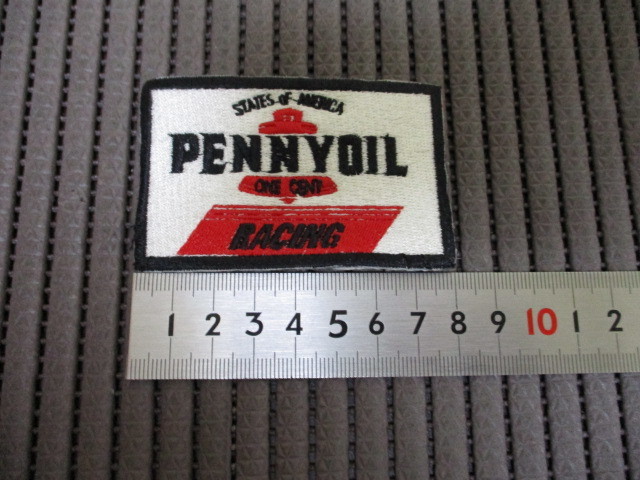 STATES-OF-AMERICA
PENNYOIL
ONE CENT
RACING
1 2 3 4 5 6 7 8 9 10 1 2